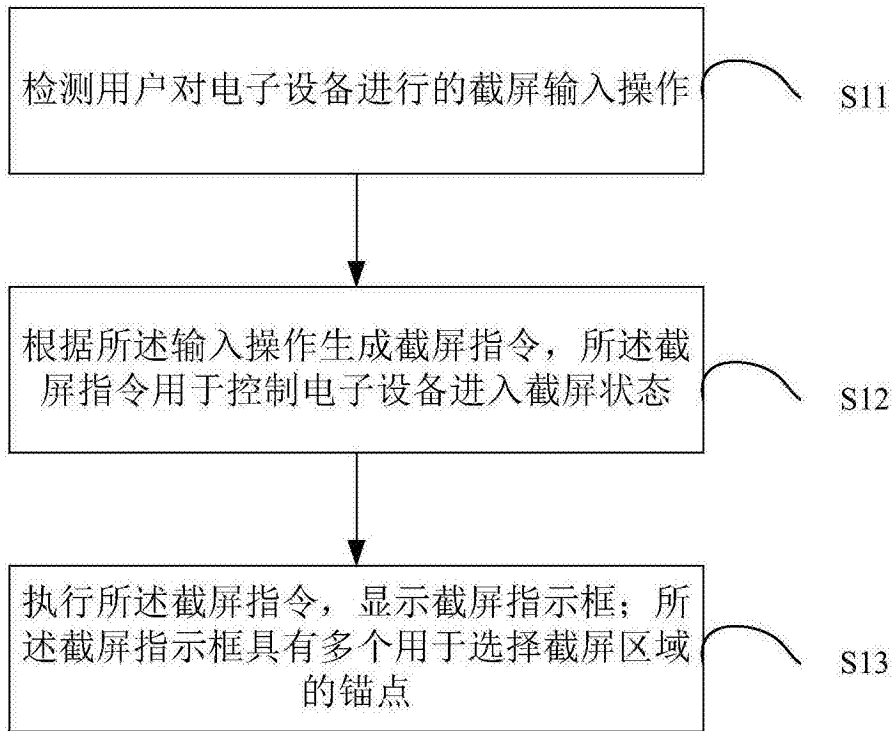 检测用户对电子设备进行的截屏输入操作
S11
根据所述输入操作生成截屏指令，所述截
屏指令用于控制电子设备进入截屏状态
S12
执行所述截屏指令，显示截屏指示框；所
述截屏指示框具有多个用于选择截屏区域
的锚点
S13